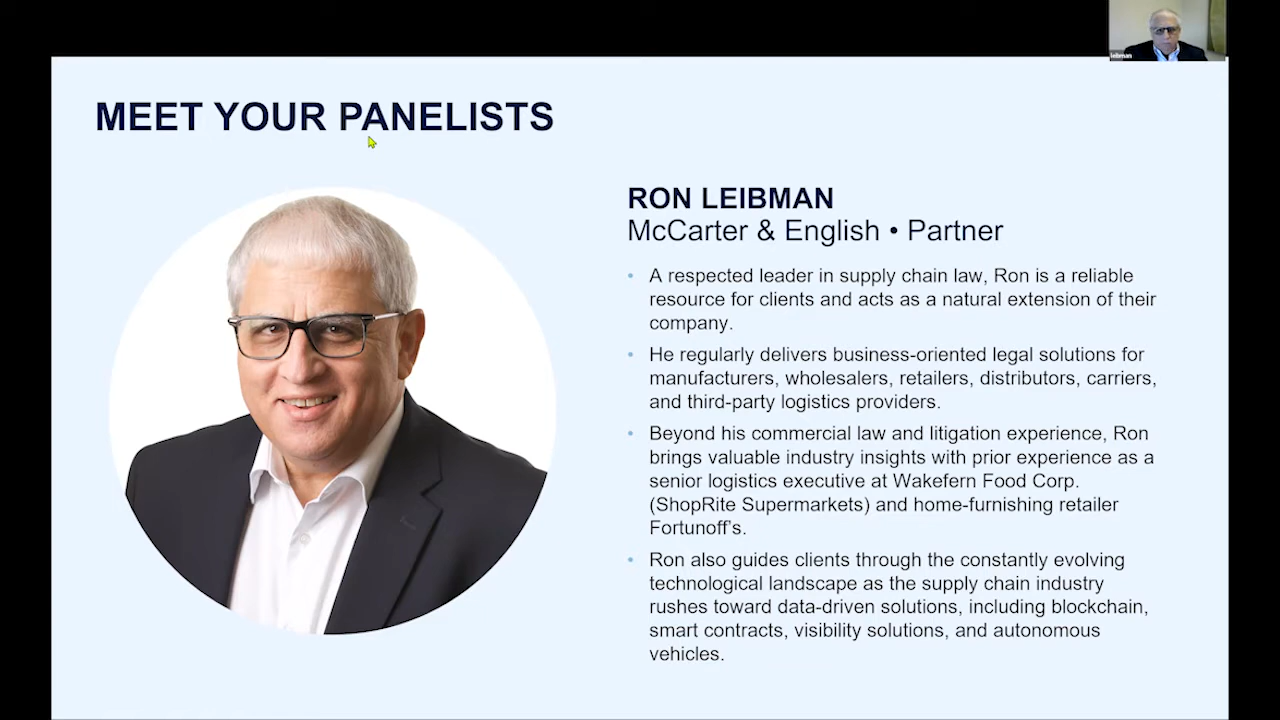 leibman
MEET YOUR PANELISTS
RON LEIBMAN
McCarter & English • Partner
• A respected leader in supply chain law, Ron is a reliable
resource for clients and acts as a natural extension of their
company.
• He regularly delivers business-oriented legal solutions for
manufacturers, wholesalers, retailers, distributors, carriers,
and third-party logistics providers.
• Beyond his commercial law and litigation experience, Ron
brings valuable industry insights with prior experience as a
senior logistics executive at Wakefern Food Corp.
(ShopRite Supermarkets) and home-furnishing retailer
Fortunoff’s.
• Ron also guides clients through the constantly evolving
technological landscape as the supply chain industry
rushes toward data-driven solutions, including blockchain,
smart contracts, visibility solutions, and autonomous
vehicles.